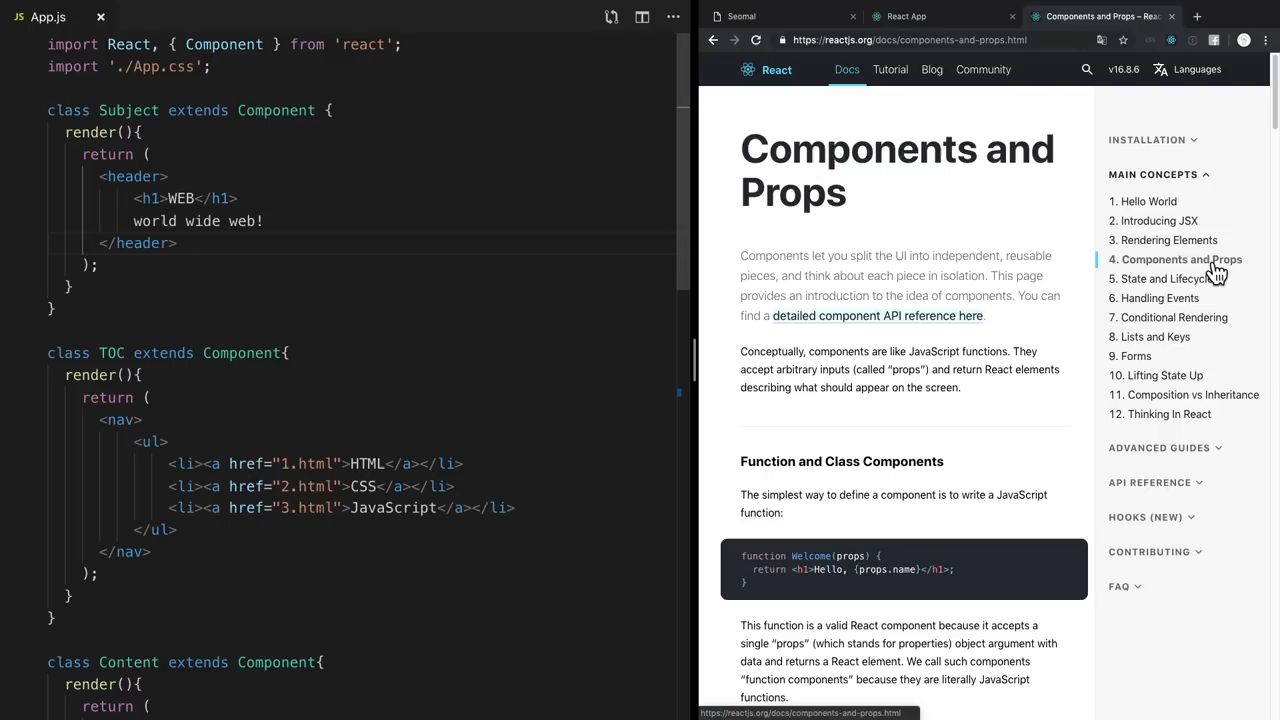 JS App.js
import React, { Component } from 'react';
import './App.css';
class Subject extends Component {
render(){
return (
<header>
<h1>WEB</h1>
world wide web!
</header>
);
}
}
class TOC extends Component{
render(){
return (
<nav>
<ul>
<li><a href="1.html">HTML</a></li>
<li><a href="2.html">CSS</a></li>
<li><a href="3.html">JavaScript</a></li>
</ul>
</nav>
);
}
}
class Content extends Component{
render(){
return (
Seomal
React App
Components and Props – Reac
https://reactjs.org/docs/components-and-props.html
React
Docs
Tutorial
Blog
Community
v16.8.6
Languages
Components and
Props
Components let you split the UI into independent, reusable
pieces, and think about each piece in isolation. This page
provides an introduction to the idea of components. You can
find a detailed component API reference here.
Conceptually, components are like JavaScript functions. They
accept arbitrary inputs (called “props”) and return React elements
describing what should appear on the screen.
Function and Class Components
The simplest way to define a component is to write a JavaScript
function:
function Welcome(props) {
return <h1>Hello, {props.name}</h1>;
}
This function is a valid React component because it accepts a
single “props” (which stands for properties) object argument with
data and returns a React element. We call such components
“function components” because they are literally JavaScript
functions.
INSTALLATION
MAIN CONCEPTS
1. Hello World
2. Introducing JSX
3. Rendering Elements
4. Components and Props
5. State and Lifecycle
6. Handling Events
7. Conditional Rendering
8. Lists and Keys
9. Forms
10. Lifting State Up
11. Composition vs Inheritance
12. Thinking In React
ADVANCED GUIDES
API REFERENCE
HOOKS (NEW)
CONTRIBUTING
FAQ
https://reactjs.org/docs/components-and-props.html